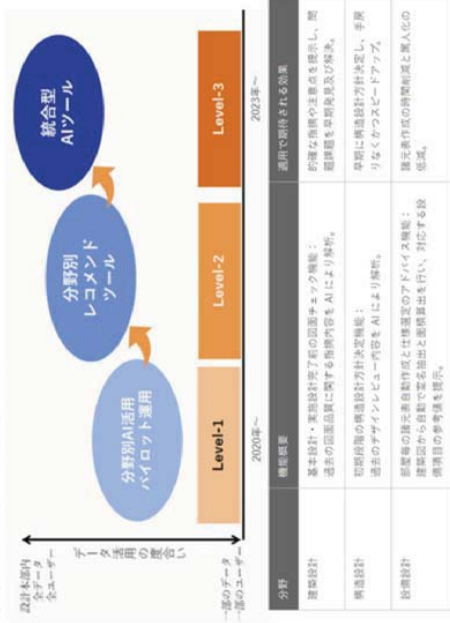 設計本部内
全データ
全ユーザー
データ活用の度合い
一部のデータ
一部のユーザー
分野別AI活用
パイロット運用
分野別
レコメンド
ツール
統合型
AIツール
Level-1
Level-2
Level-3
2020年~
2023年~
分野
機能概要
適用で期待される効果
建築設計
基本設計・実施設計完了前の図面チェック機能：
過去の図面品質に関する指摘内容をAIにより解析。
的確な指摘や注意点を提示し、問
題課題を早期発見及び解決。
構造設計
初期段階の構造設計方針決定機能：
過去のデザインレビュー内容をAIにより解析。
早期に構造設計方針決定し、手戻
りなくかつスピードアップ。
設備設計
部屋毎の諸元表自動作成と仕様選定のアドバイス機能：
建築図から自動で室名抽出と面積算出を行い、対応する設
備項目の参考値を提示。
諸元表作成の時間削減と属人化の
低減。